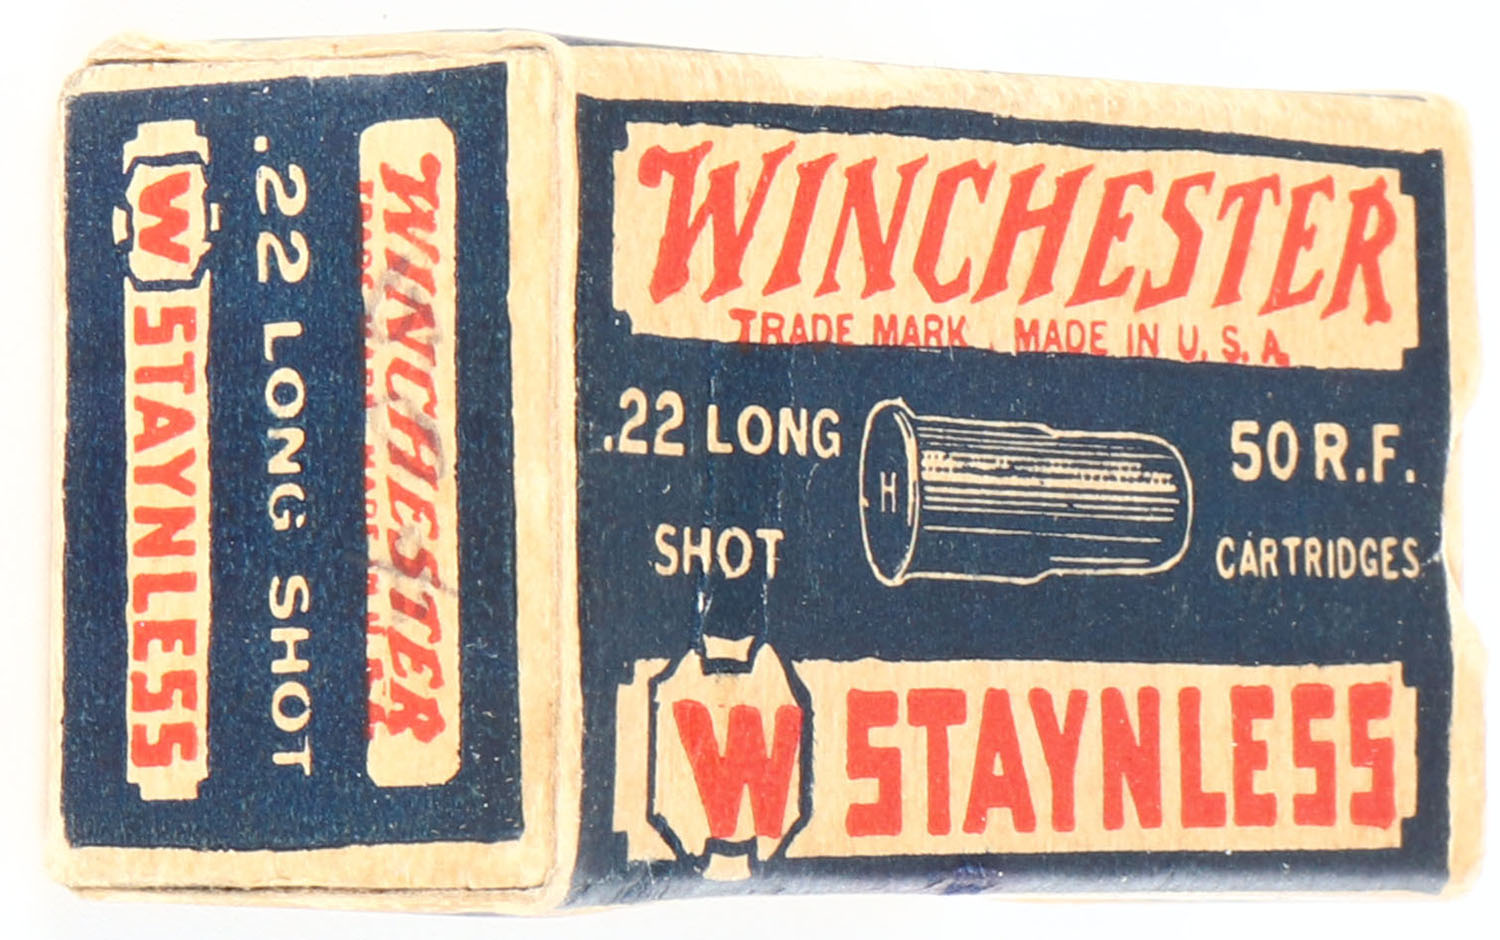 WINCHESTER
TRADE MARK . MADE IN U. S. A.
.22 LONG
SHOT
H
50 R.F.
CARTRIDGES
W STAYNLESS
WINCHESTER
.22 LONG SHOT
W STAYNLESS